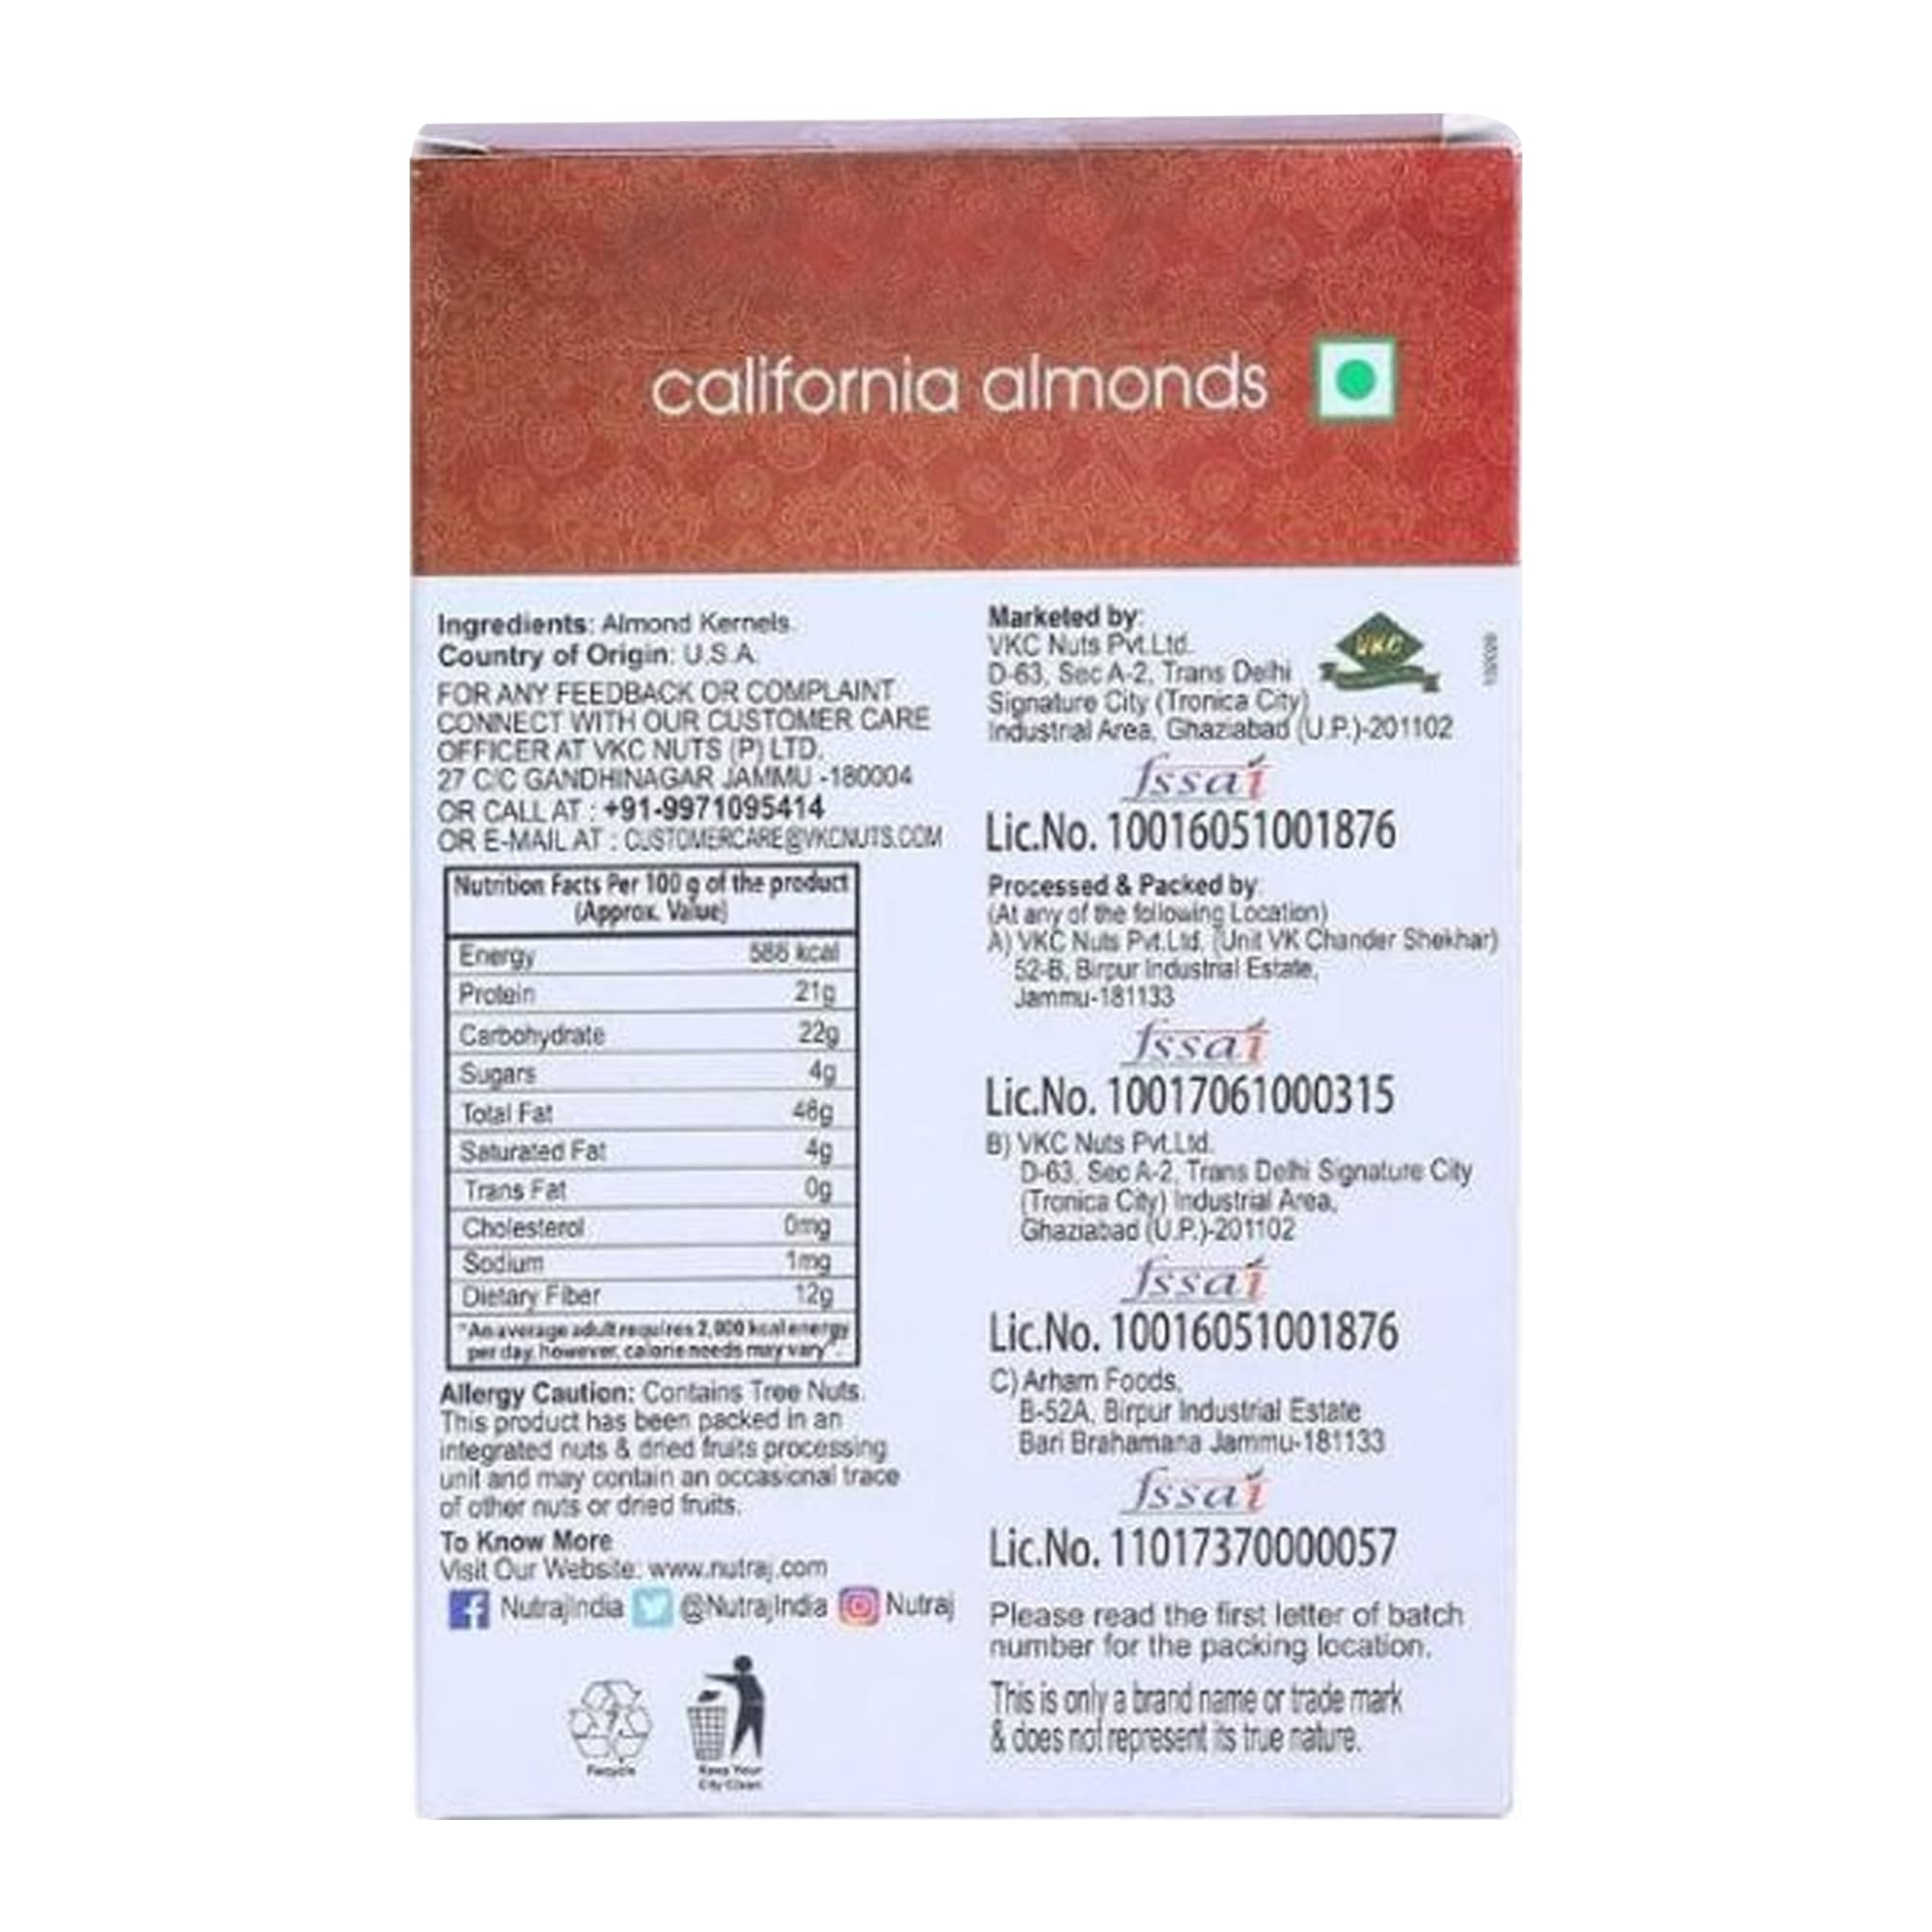 california almonds
Ingredients: Almond Kernels.
Country of Origin: U.S.A.
FOR ANY FEEDBACK OR COMPLAINT
CONNECT WITH OUR CUSTOMER CARE
OFFICER AT VKC NUTS (P) LTD.
27 C/C GANDHINAGAR JAMMU -180004
OR CALL AT : +91-9971095414
OR E-MAIL AT : CUSTOMERCARE@VKCNUTS.COM
Nutrition Facts Per 100 g of the product
(Approx. Value)
Energy kcal
Protein 21g
Carbohydrate 22g
Sugars 4g
Total Fat
Saturated Fat 4g
Trans Fat 0g
Cholesterol 0mg
Sodium 1mg
Dietary Fiber 12g
"An average adult requires 2,000 kcal energy
per day, however, calorie needs may vary".
Allergy Caution: Contains Tree Nuts.
This product has been packed in an
integrated nuts & dried fruits processing
unit and may contain an occasional trace
of other nuts or dried fruits.
To Know More
Visit Our Website: www.nutraj.com
NutrajIndia @NutrajIndia Nutraj
Recycle
Keep Your
City Clean
Marketed by:
VKC Nuts Pvt.Ltd.
D-63, Sec A-2, Trans Delhi
Signature City (Tronica City)
Industrial Area, Ghaziabad (U.P.)-201102
VKC
fssai
Lic.No. 10016051001876
Processed & Packed by:
(At any of the following Location)
A) VKC Nuts Pvt.Ltd. (Unit VK Chander Shekhar)
52-B, Birpur Industrial Estate,
Jammu-181133
fssai
Lic.No. 10017061000315
B) VKC Nuts Pvt.Ltd.
D-63, Sec A-2, Trans Delhi Signature City
(Tronica City) Industrial Area,
Ghaziabad (U.P.)-201102
fssai
Lic.No. 10016051001876
C) Arham Foods,
B-52A, Birpur Industrial Estate
Bari Brahamana Jammu-181133
fssai
Lic.No. 11017370000057
Please read the first letter of batch
number for the packing location.
This is only a brand name or trade mark
& does not represent its true nature.